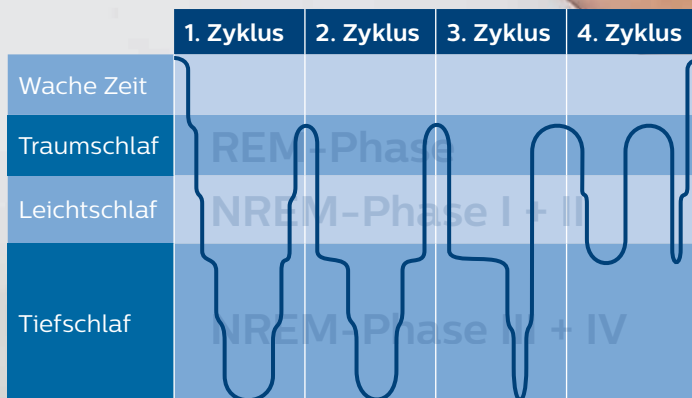 1. Zyklus 2. Zyklus 3. Zyklus 4. Zyklus
Wache Zeit
Traumschlaf REM-Phase
Leichtschlaf NREM-Phase I + II
Tiefschlaf NREM-Phase III + IV